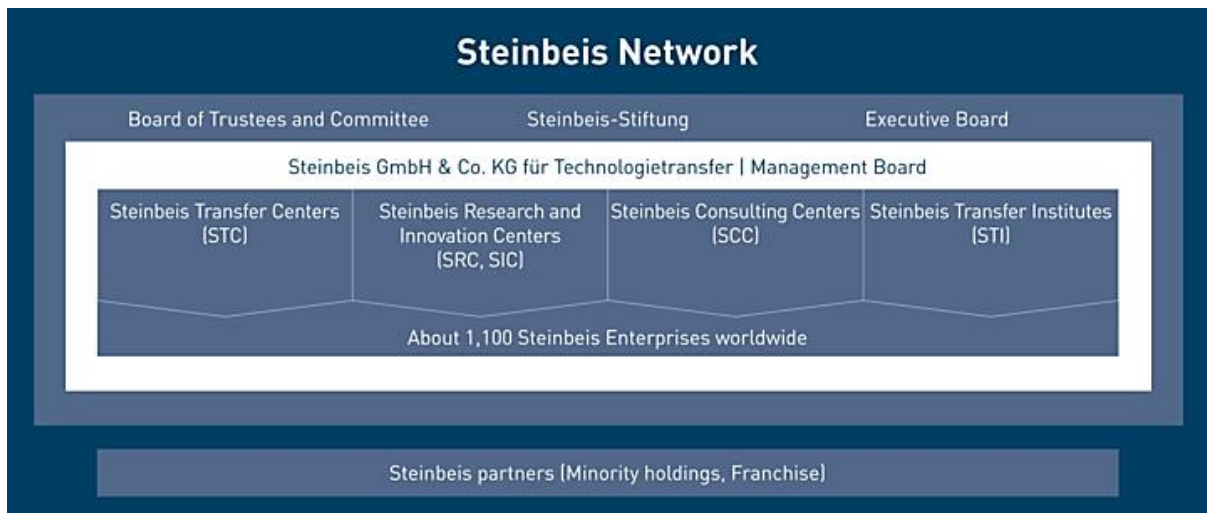 Steinbeis Network
Board of Trustees and Committee
Steinbeis-Stiftung
Executive Board
Steinbeis GmbH & Co. KG für Technologietransfer | Management Board
Steinbeis Transfer Centers
(STC)
Steinbeis Research and
Innovation Centers
(SRC, SIC)
Steinbeis Consulting Centers
(SCC)
Steinbeis Transfer Institutes
(STI)
About 1,100 Steinbeis Enterprises worldwide
Steinbeis partners (Minority holdings, Franchise)